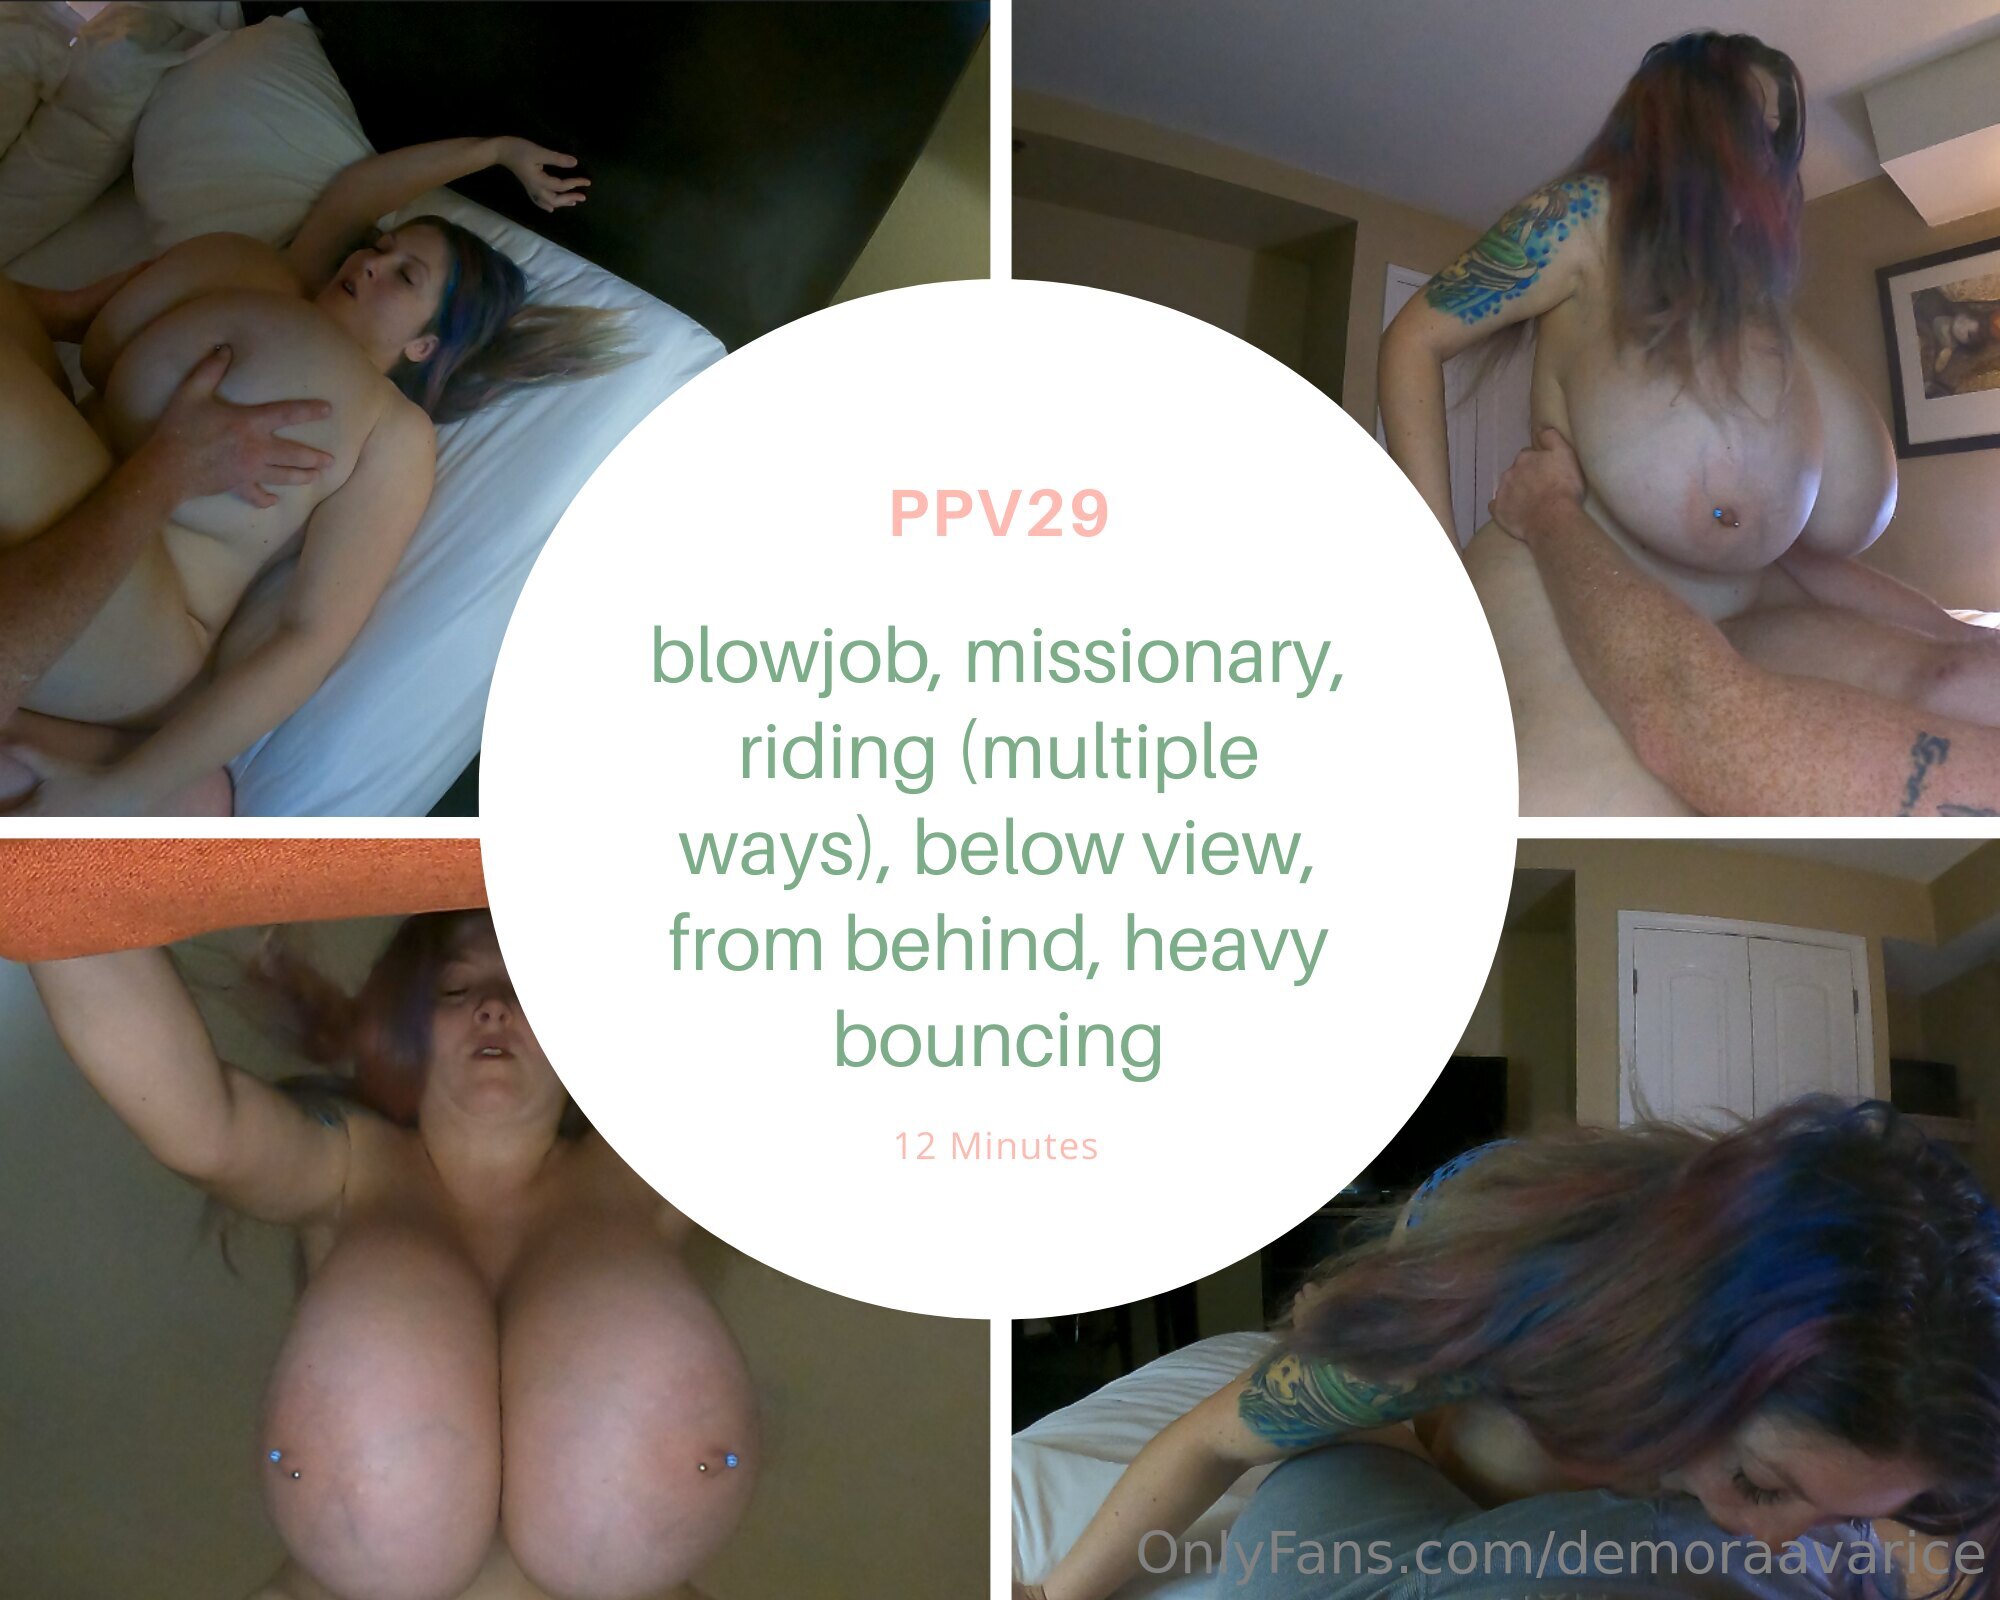 PPV29
blowjob, missionary,
riding (multiple
ways), below view,
from behind, heavy
bouncing
12 Minutes
OnlyFans.com/demoraavarice